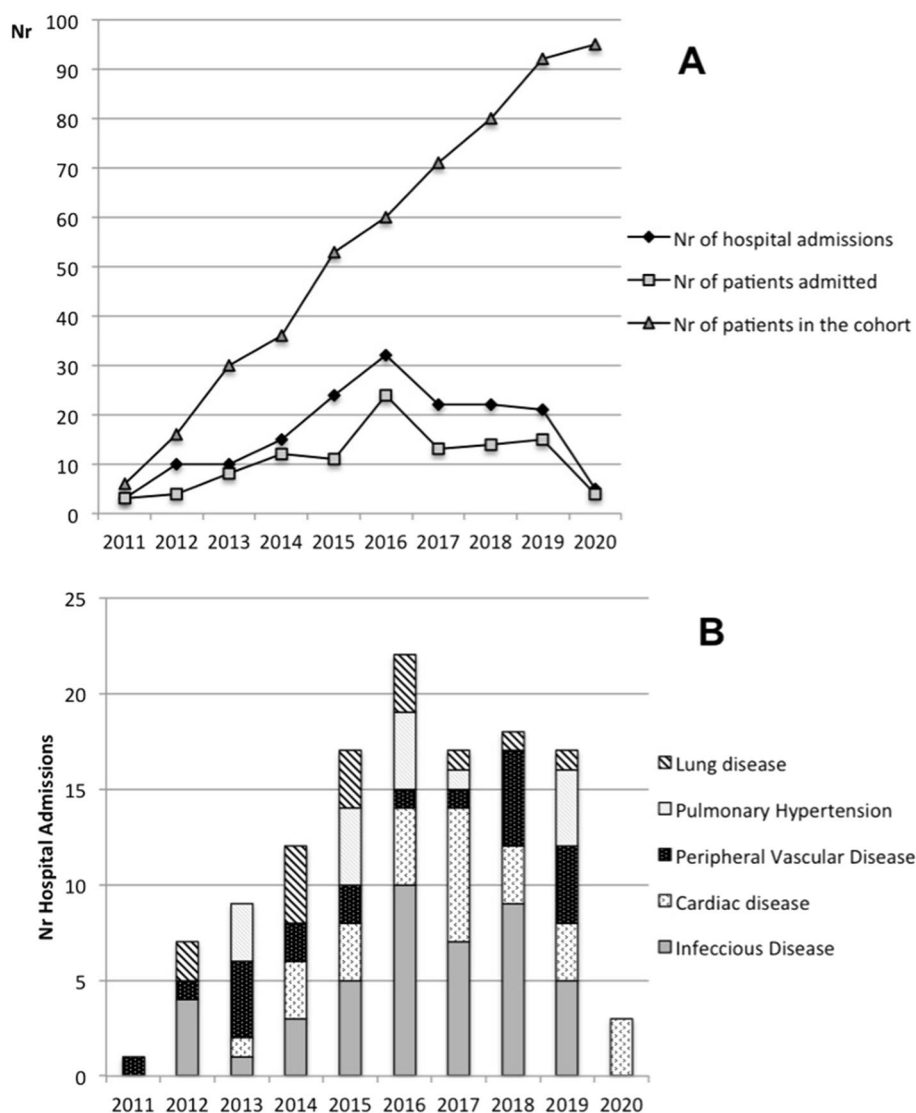 Nr
A
100
90
80
70
60
50
40
30
20
10
0
2011 2012 2013 2014 2015 2016 2017 2018 2019 2020
Nr of hospital admissions
Nr of patients admitted
Nr of patients in the cohort
B
Nr Hospital Admissions
25
20
15
10
5
0
2011 2012 2013 2014 2015 2016 2017 2018 2019 2020
Lung disease
Pulmonary Hypertension
Peripheral Vascular Disease
Cardiac disease
Infeccious Disease